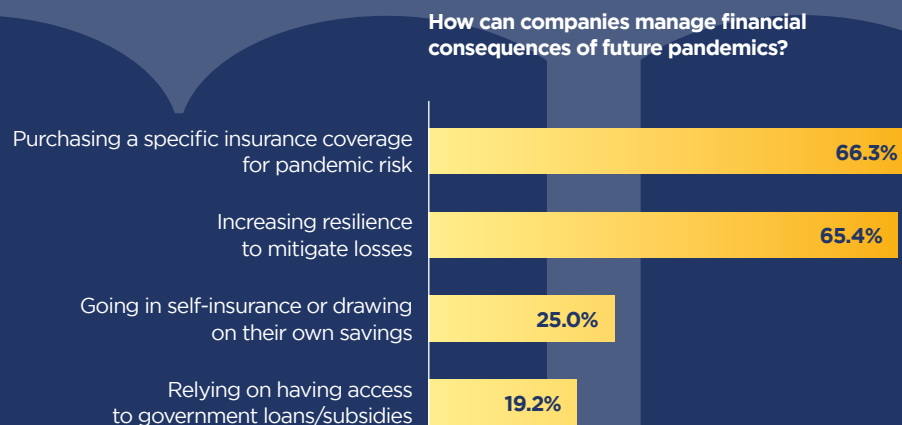 How can companies manage financial
consequences of future pandemics?
Purchasing a specific insurance coverage
for pandemic risk
66.3%
Increasing resilience
to mitigate losses
65.4%
Going in self-insurance or drawing
on their own savings
25.0%
Relying on having access
to government loans/subsidies
19.2%